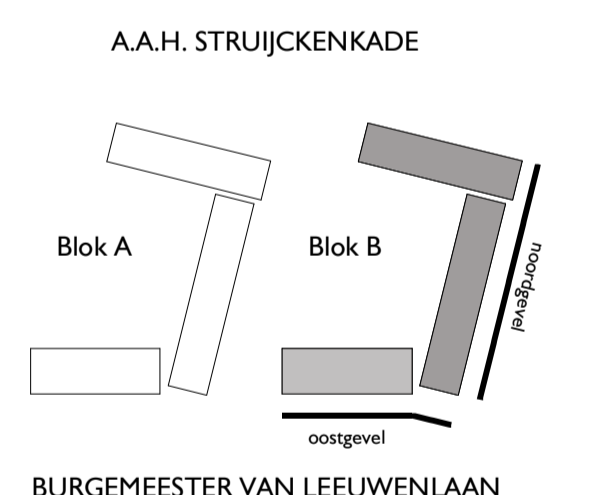 A.A.H. STRUIJCKENKADE
Blok A
Blok B
noordgevel
oostgevel
BURGEMEESTER VAN LEEUWENLAAN